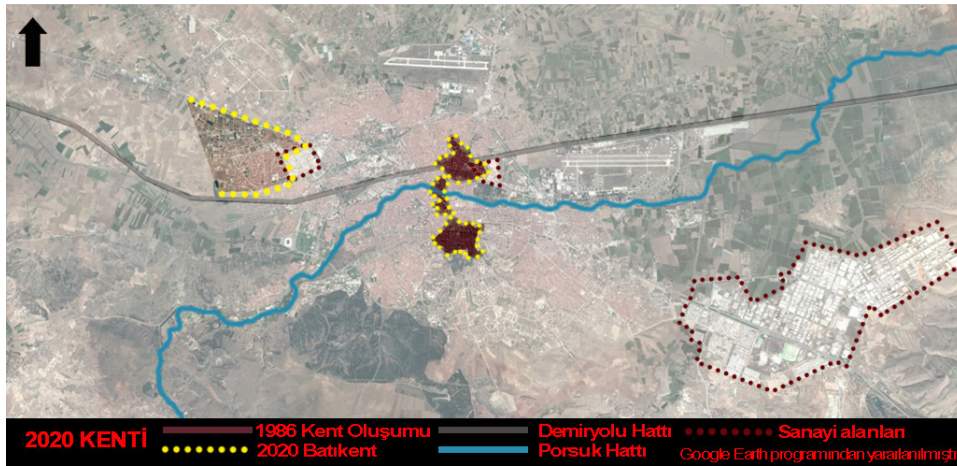 2020 KENTİ
1986 Kent Oluşumu
2020 Batıkent
Demiryolu Hattı
Porsuk Hattı
Sanayi alanları
Google Earth programından yararlanılmıştı